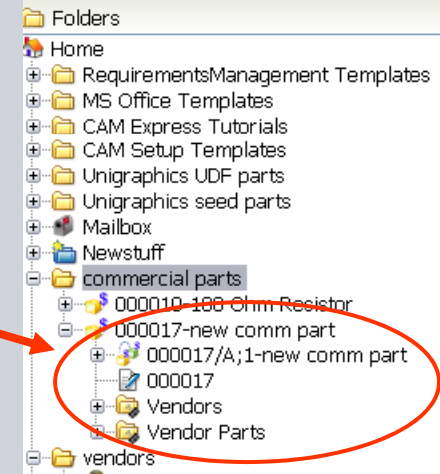 Folders
Home
RequirementsManagement Templates
MS Office Templates
CAM Express Tutorials
CAM Setup Templates
Unigraphics UDF parts
Unigraphics seed parts
Mailbox
Newstuff
commercial parts
000010-100 Ohm Resistor
000017-new comm part
000017/A;1-new comm part
000017
Vendors
Vendor Parts
vendors